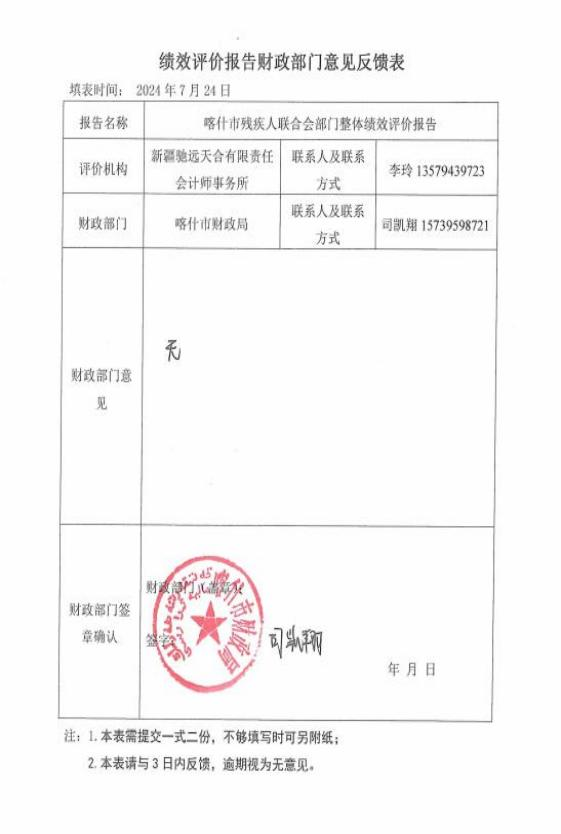 绩效评价报告财政部门意见反馈表
填表时间： 2024 年 7 月 24 日
报告名称 喀什市残疾人联合会部门整体绩效评价报告
评价机构 新疆驰远天合有限责任会计师事务所 联系人及联系方式 李玲 13579439723
财政部门 喀什市财政局 联系人及联系方式 司凯翔 15739598721
财政部门意见 无
财政部门签章确认
财政部门（盖章）：
喀什市财政局
签字： 司凯翔
年 月 日
注：1.本表需提交一式二份，不够填写时可另附纸；
2.本表请与 3 日内反馈，逾期视为无意见。